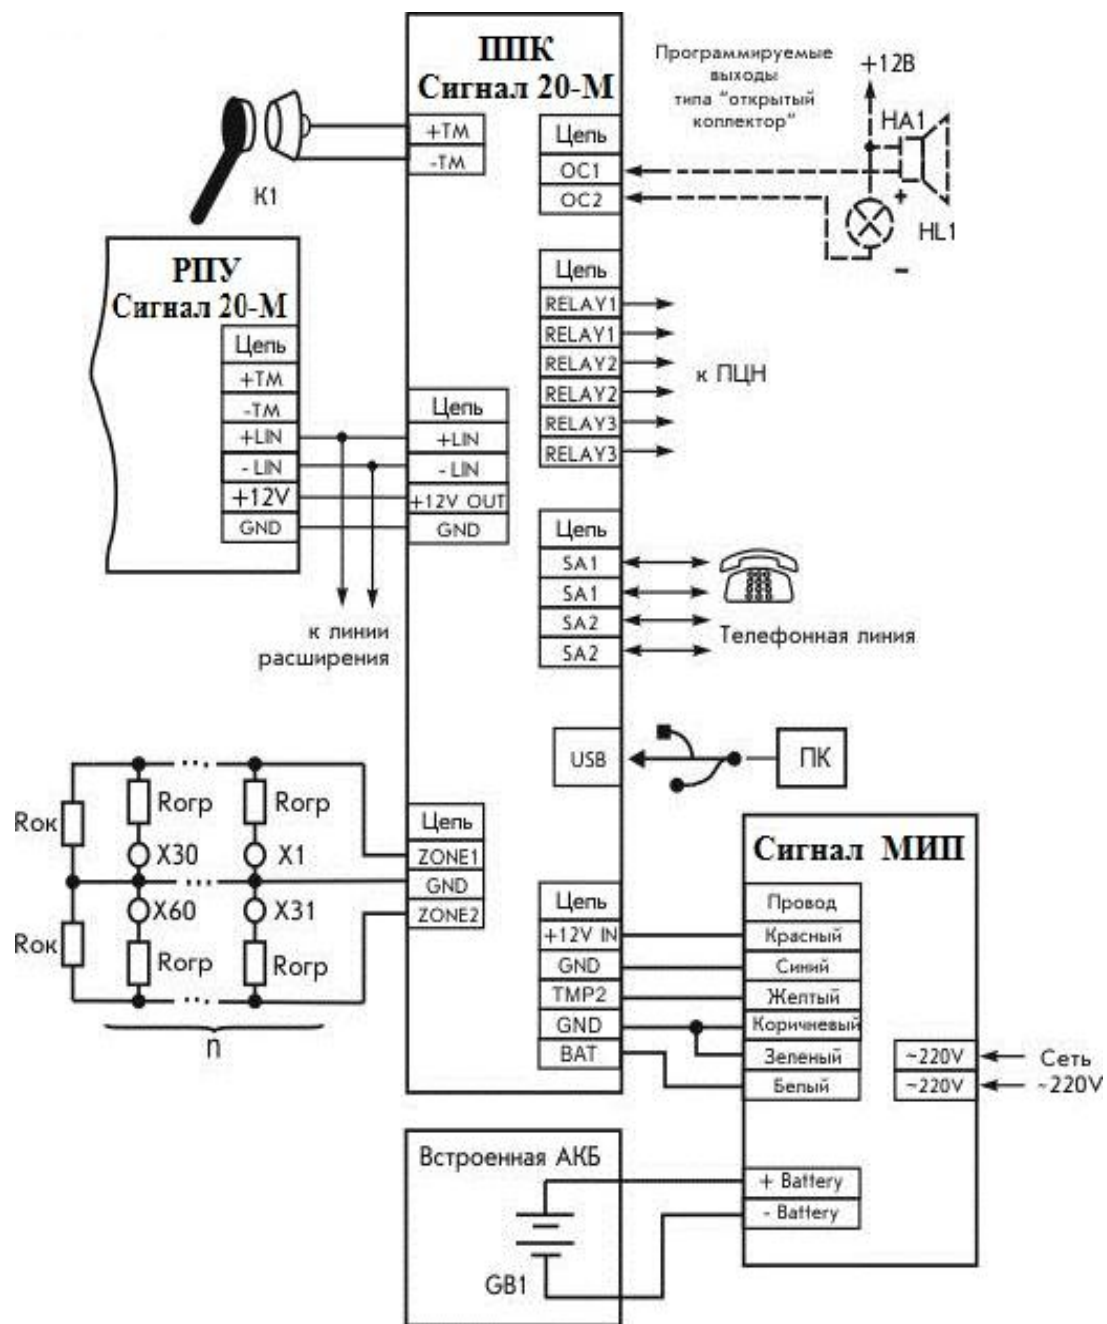 ППК
Сигнал 20-М
Программируемые
выходы
типа "открытый
коллектор"
+12В
HA1
+
HL1
-
+TM
-TM
К1
Цепь
OC1
OC2
РПУ
Сигнал 20-М
Цепь
+TM
-TM
+LIN
- LIN
+12V
GND
Цепь
+LIN
- LIN
+12V OUT
GND
к линии
расширения
Цепь
RELAY1
RELAY1
RELAY2
RELAY2
RELAY3
RELAY3
к ПЦН
Цепь
SA1
SA1
SA2
SA2
Телефонная линия
USB
ПК
Rок
Rогр
Rогр
X30
X1
X60
X31
Rок
Rогр
Rогр
n
Цепь
ZONE1
GND
ZONE2
Цепь
+12V IN
GND
TMP2
GND
BAT
Сигнал МИП
Провод
Красный
Синий
Желтый
Коричневый
Зеленый
Белый
~220V
~220V
Сеть
~220V
+ Battery
- Battery
Встроенная АКБ
GB1